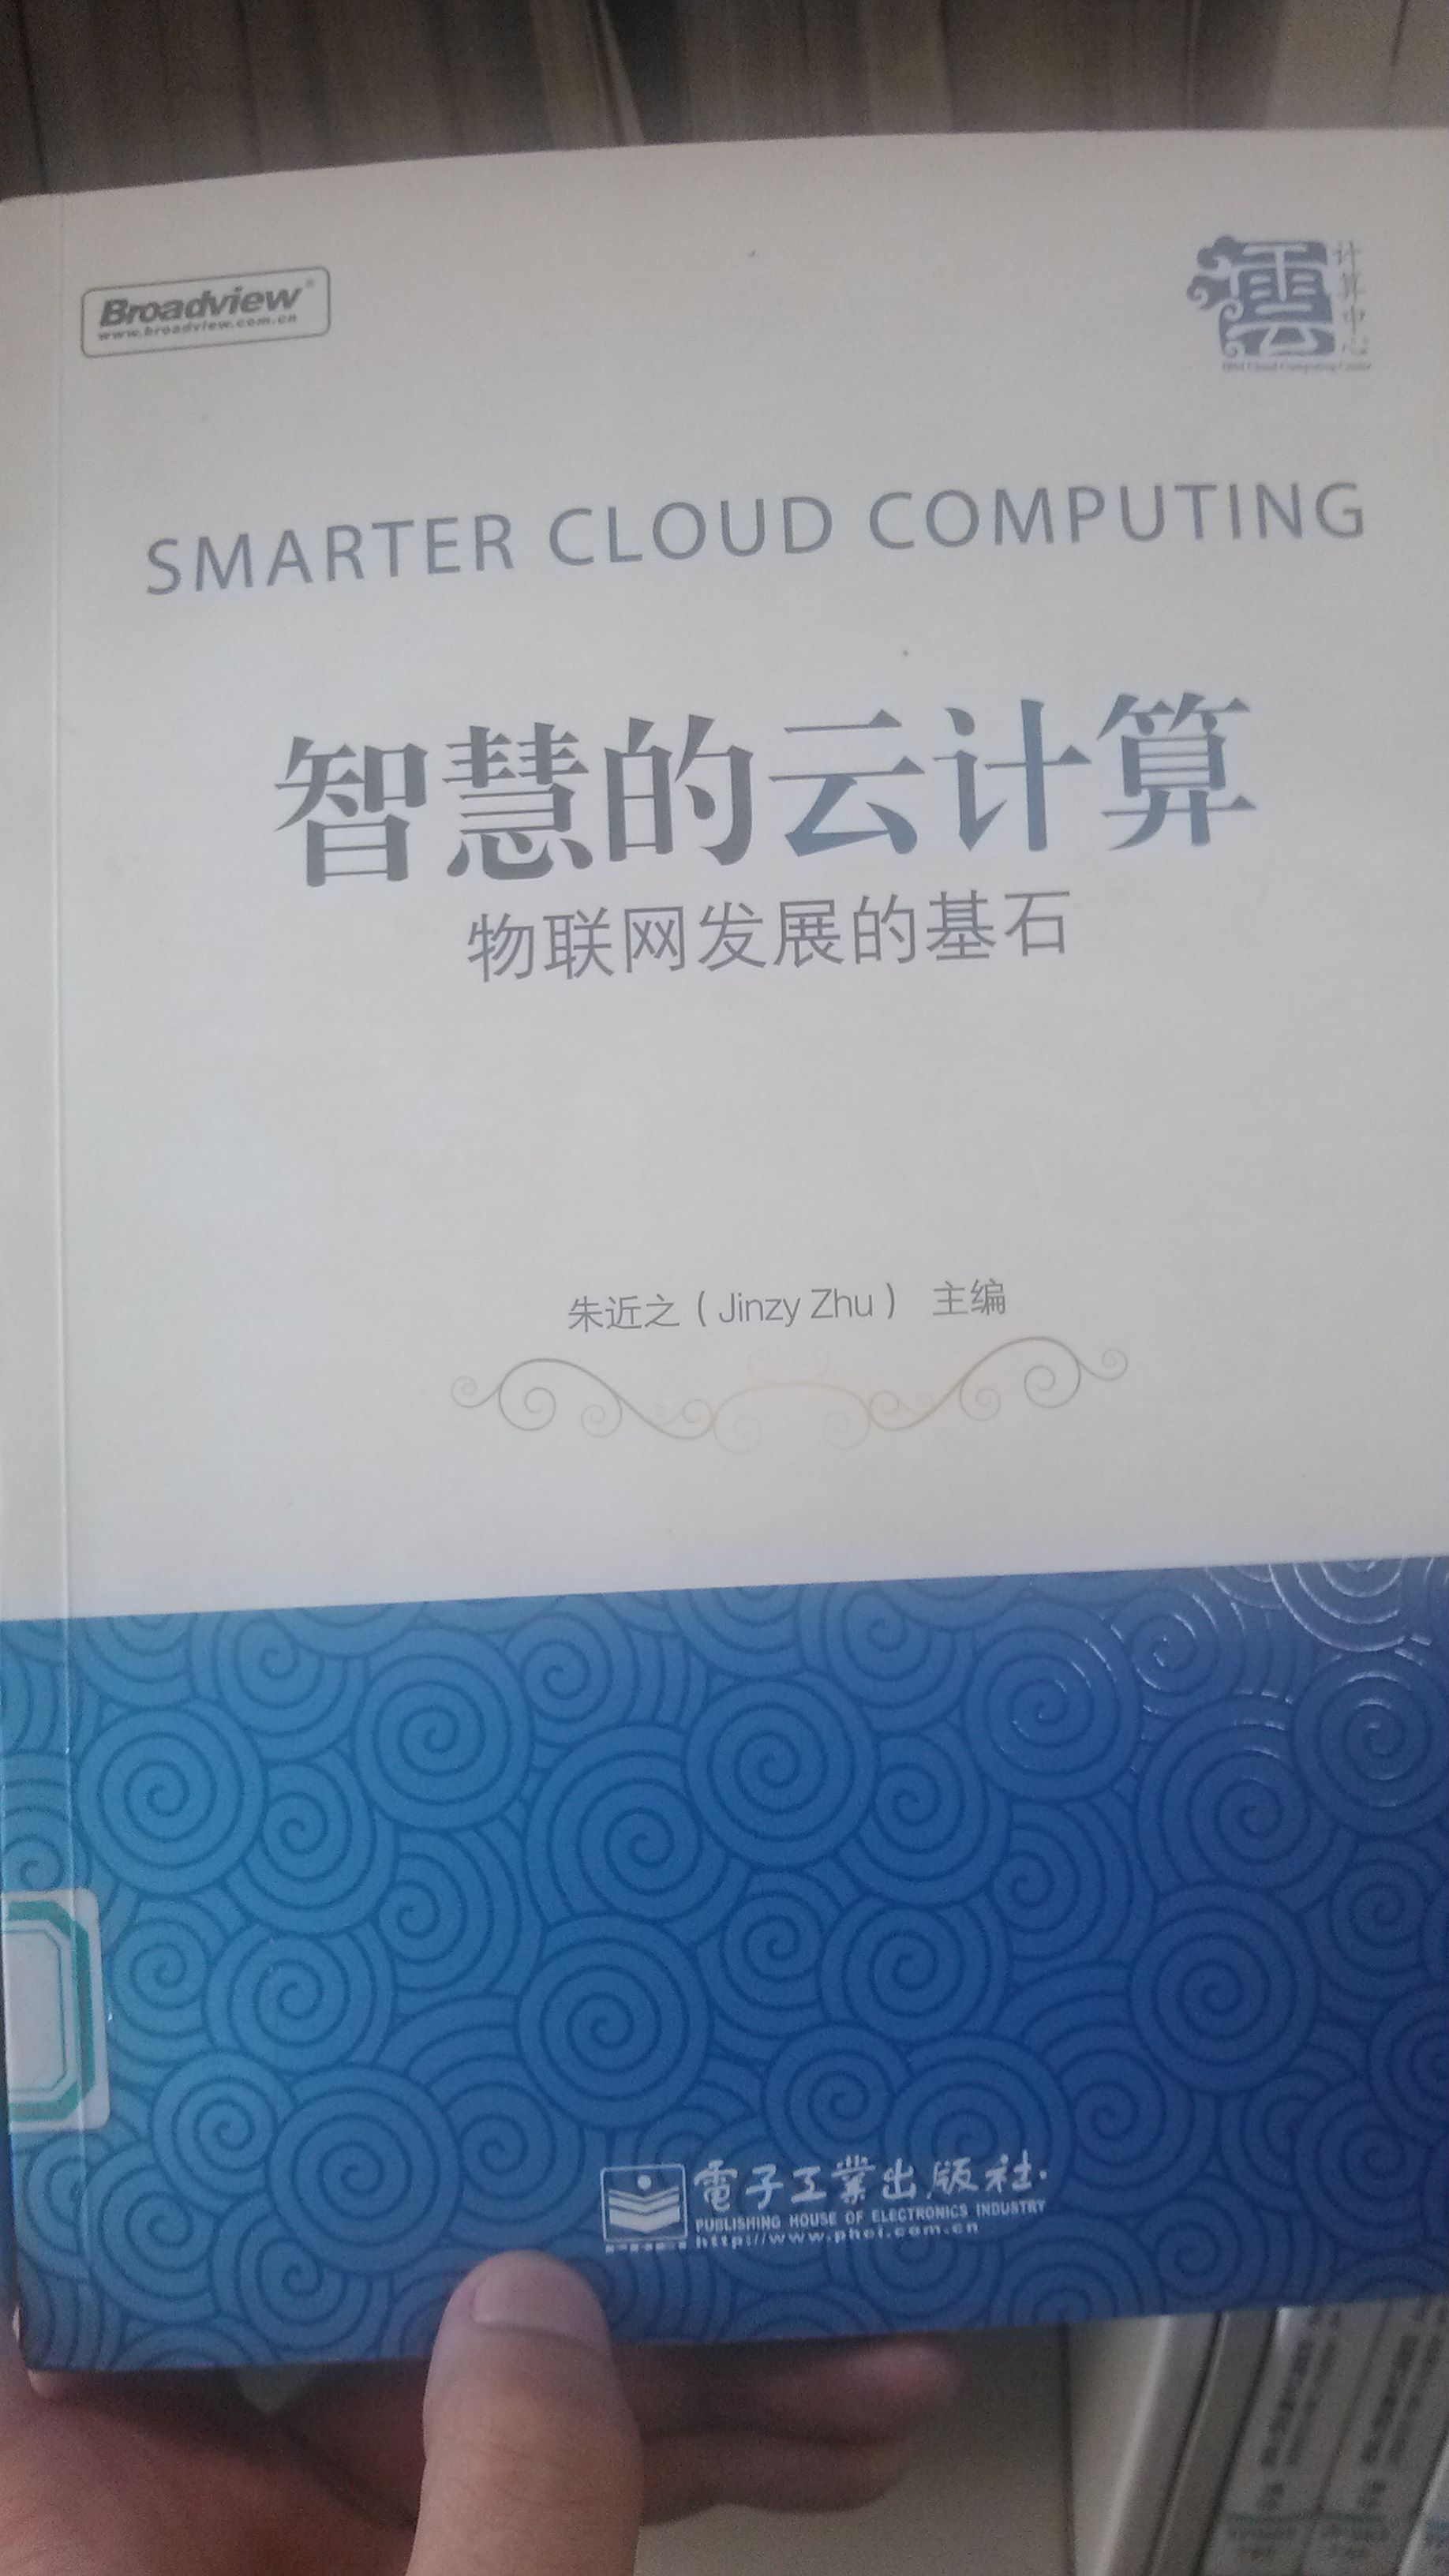 Broadview®
www.broadview.com.cn
雲
计算中心
IBM Cloud Computing Center
SMARTER CLOUD COMPUTING
智慧的云计算
物联网发展的基石
朱近之(Jinzy Zhu) 主编
電子工業出版社·
PUBLISHING HOUSE OF ELECTRONICS INDUSTRY
http://www.phei.com.cn